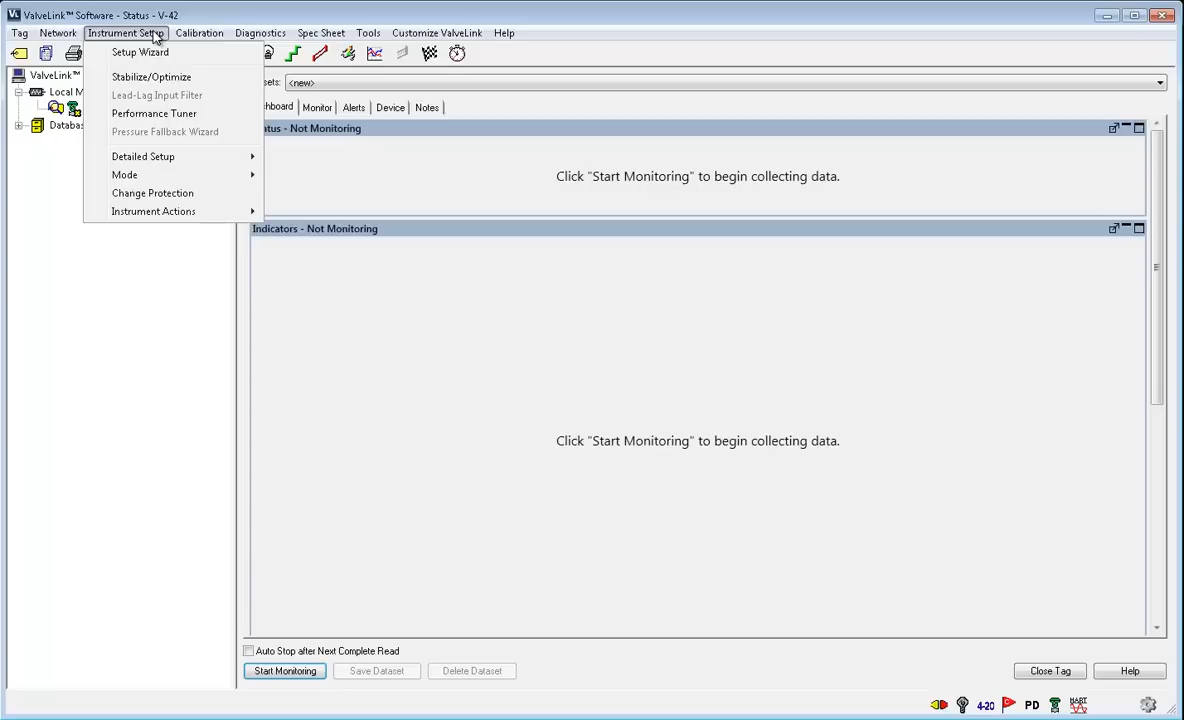 ValveLink™ Software - Status - V-42
Tag Network Instrument Setup Calibration Diagnostics Spec Sheet Tools Customize ValveLink Help
Setup Wizard
Stabilize/Optimize
Lead-Lag Input Filter
Performance Tuner
Pressure Fallback Wizard
Detailed Setup
Mode
Change Protection
Instrument Actions
ValveLink™
Local M
Databas
sets: <new>
hboard Monitor Alerts Device Notes
atus - Not Monitoring
Click "Start Monitoring" to begin collecting data.
Indicators - Not Monitoring
Click "Start Monitoring" to begin collecting data.
Auto Stop after Next Complete Read
Start Monitoring Save Dataset Delete Dataset Close Tag Help
4-20 PD HART